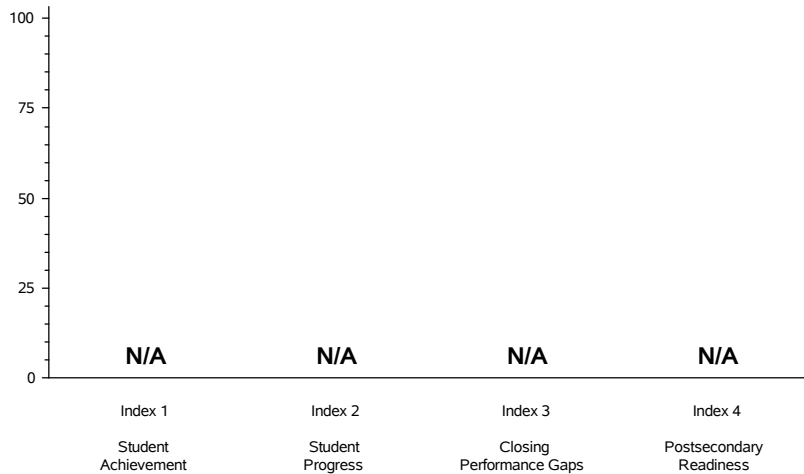 100
75
50
25
0
N/A N/A N/A N/A
Index 1 Index 2 Index 3 Index 4
Student Student Closing Postsecondary
Achievement Progress Performance Gaps Readiness